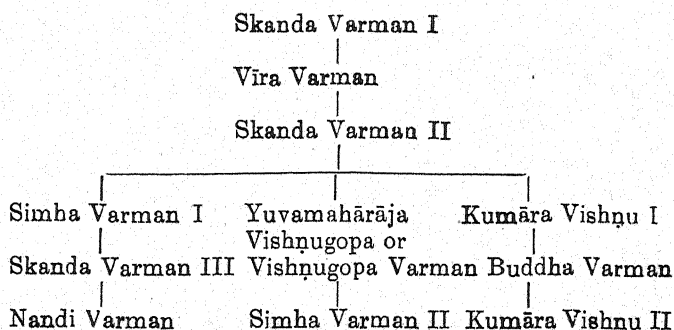 Skanda Varman I
Vīra Varman
Skanda Varman II
Simha Varman I Yuvamahārāja Kumāra Vishṇu I
Vishṇugopa or
Skanda Varman III Vishṇugopa Varman Buddha Varman
Nandi Varman Simha Varman II Kumāra Vishṇu II